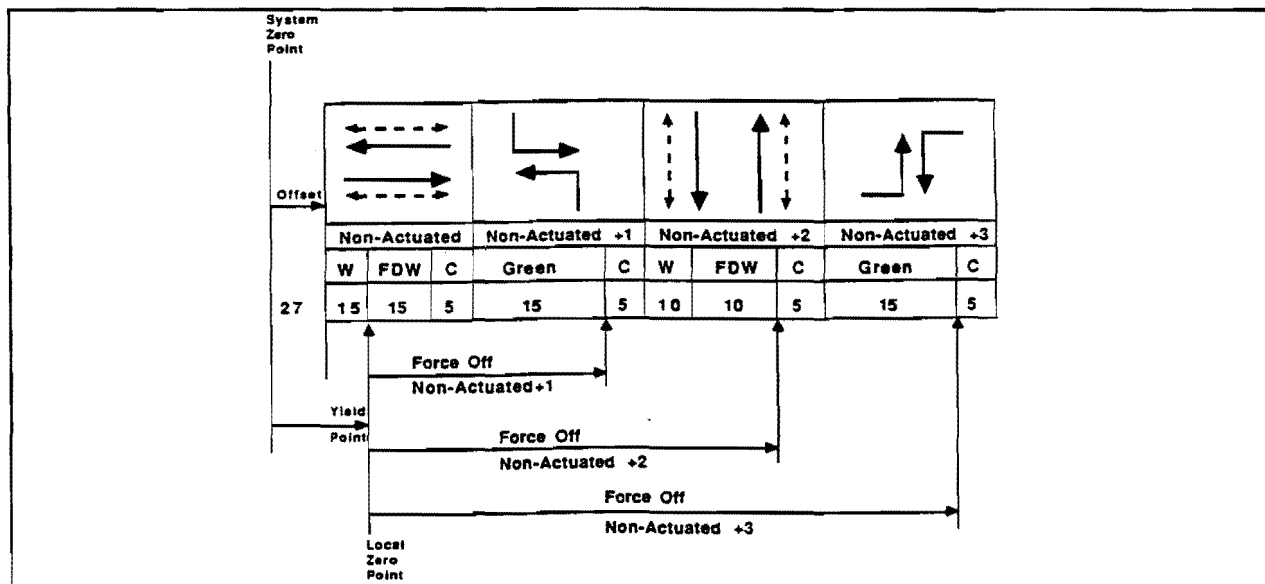 System
Zero
Point
Offset
Non-Actuated Non-Actuated +1 Non-Actuated +2 Non-Actuated +3
W FDW C Green C W FDW C Green C
27 15 15 5 15 5 10 10 5 15 5
Force Off
Non-Actuated+1
Yield
Point
Force Off
Non-Actuated +2
Force Off
Non-Actuated +3
Local
Zero
Point